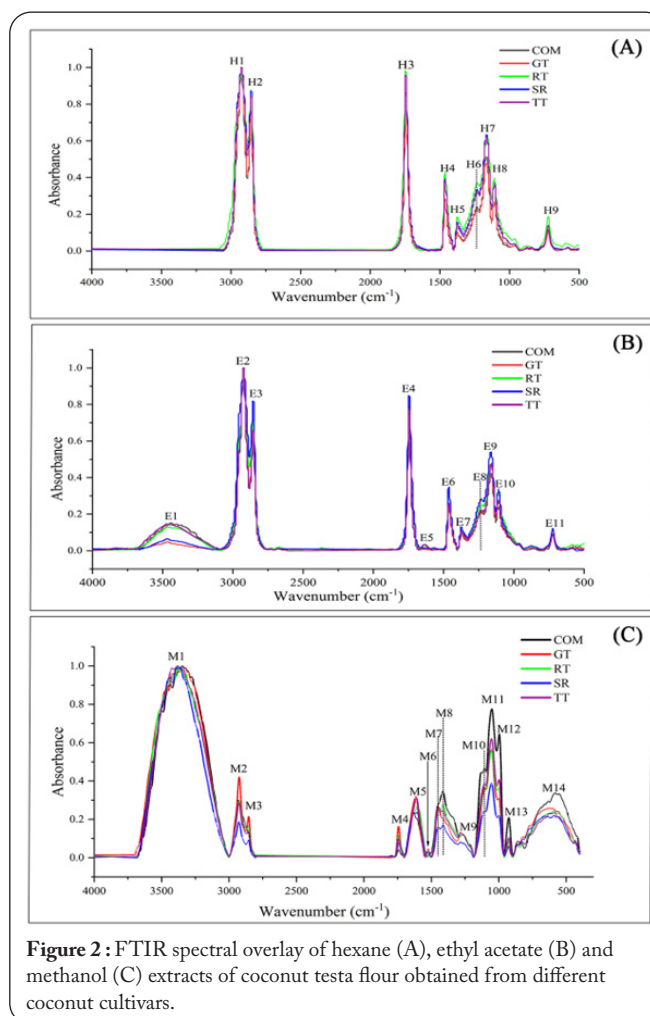 (A)
COM
GT
RT
SR
TT
H1
H2
H3
H4
H5
H6
H7
H8
H9
Absorbance
1.0
0.8
0.6
0.4
0.2
0.0
4000 3500 3000 2500 2000 1500 1000 500
Wavenumber (cm⁻¹)
(B)
COM
GT
RT
SR
TT
E1
E2
E3
E4
E5
E6
E7
E8
E9
E10
E11
Absorbance
1.0
0.8
0.6
0.4
0.2
0.0
4000 3500 3000 2500 2000 1500 1000 500
Wavenumber (cm⁻¹)
(C)
COM
GT
RT
SR
TT
M1
M2
M3
M4
M5
M6
M7
M8
M9
M10
M11
M12
M13
M14
Absorbance
1.0
0.8
0.6
0.4
0.2
0.0
4000 3500 3000 2500 2000 1500 1000 500
Wavenumber (cm⁻¹)
Figure 2 : FTIR spectral overlay of hexane (A), ethyl acetate (B) and
methanol (C) extracts of coconut testa flour obtained from different
coconut cultivars.